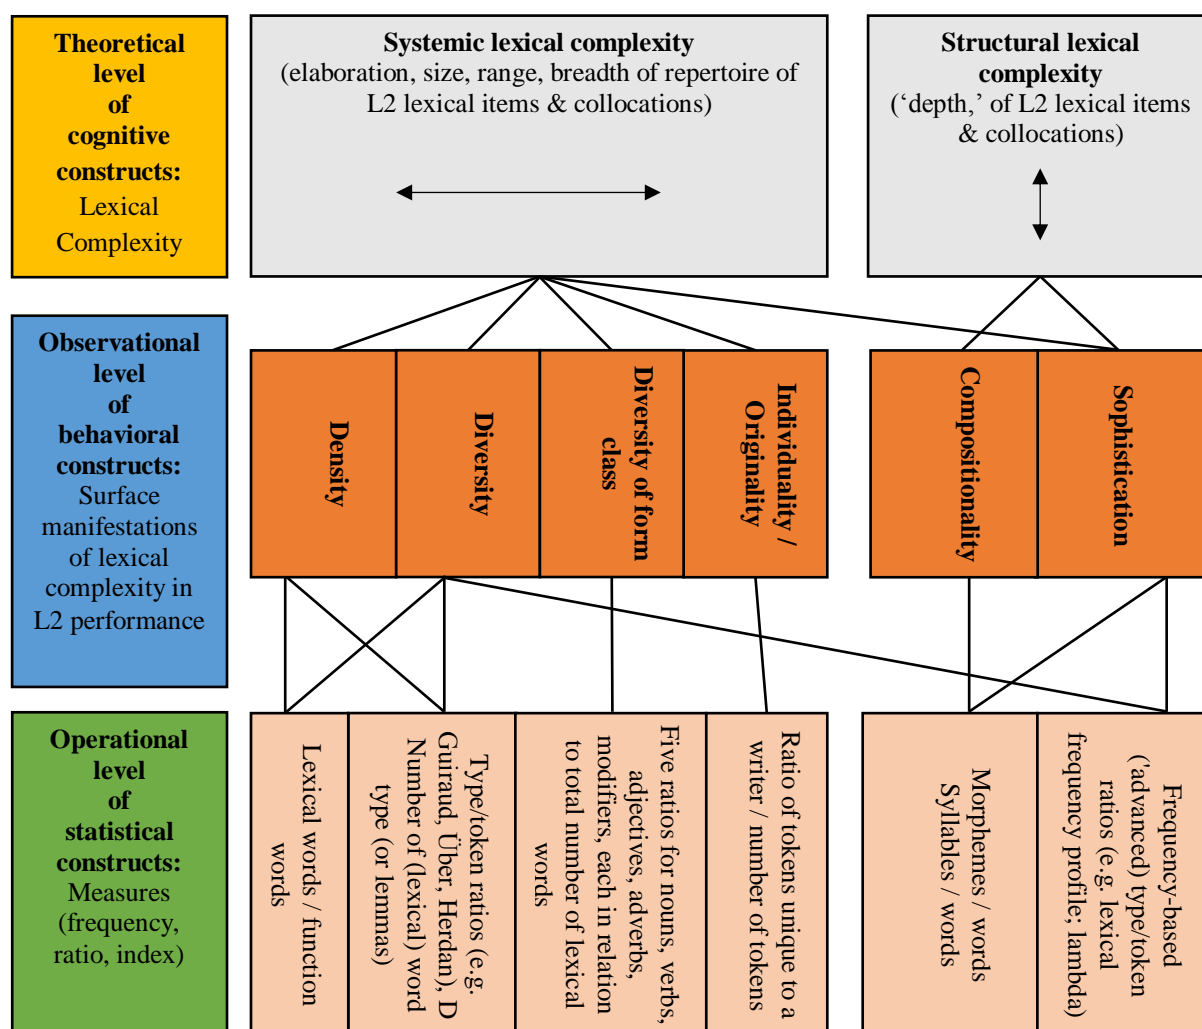 Theoretical
level
of
cognitive
constructs:
Lexical
Complexity
Systemic lexical complexity
(elaboration, size, range, breadth of repertoire of
L2 lexical items & collocations)
Structural lexical
complexity
(‘depth,’ of L2 lexical items
& collocations)
Observational
level
of
behavioral
constructs:
Surface
manifestations
of lexical
complexity in
L2 performance
Density
Diversity
Diversity of form
class
Individuality /
Originality
Compositionality
Sophistication
Operational
level
of
statistical
constructs:
Measures
(frequency,
ratio, index)
Lexical words / function
words
Type/token ratios (e.g.
Guiraud, Über, Herdan), D
Number of (lexical) word
type (or lemmas)
Five ratios for nouns, verbs,
adjectives, adverbs,
modifiers, each in relation
to total number of lexical
words
Ratio of tokens unique to a
writer / number of tokens
Morphemes / words
Syllables / words
Frequency-based
('advanced) type/token
ratios (e.g. lexical
frequency profile; lambda)